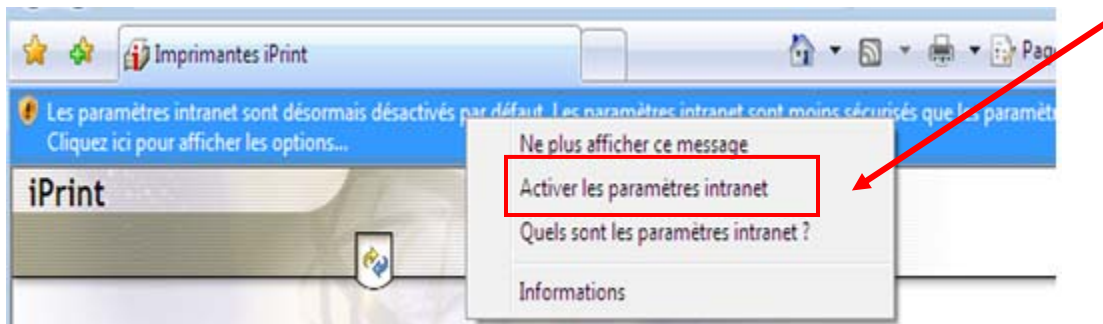 Imprimantes iPrint
Page
Les paramètres intranet sont désormais désactivés par défaut. Les paramètres intranet sont moins sécurisés que les paramèt
Cliquez ici pour afficher les options...
Ne plus afficher ce message
iPrint
Activer les paramètres intranet
Quels sont les paramètres intranet ?
Informations